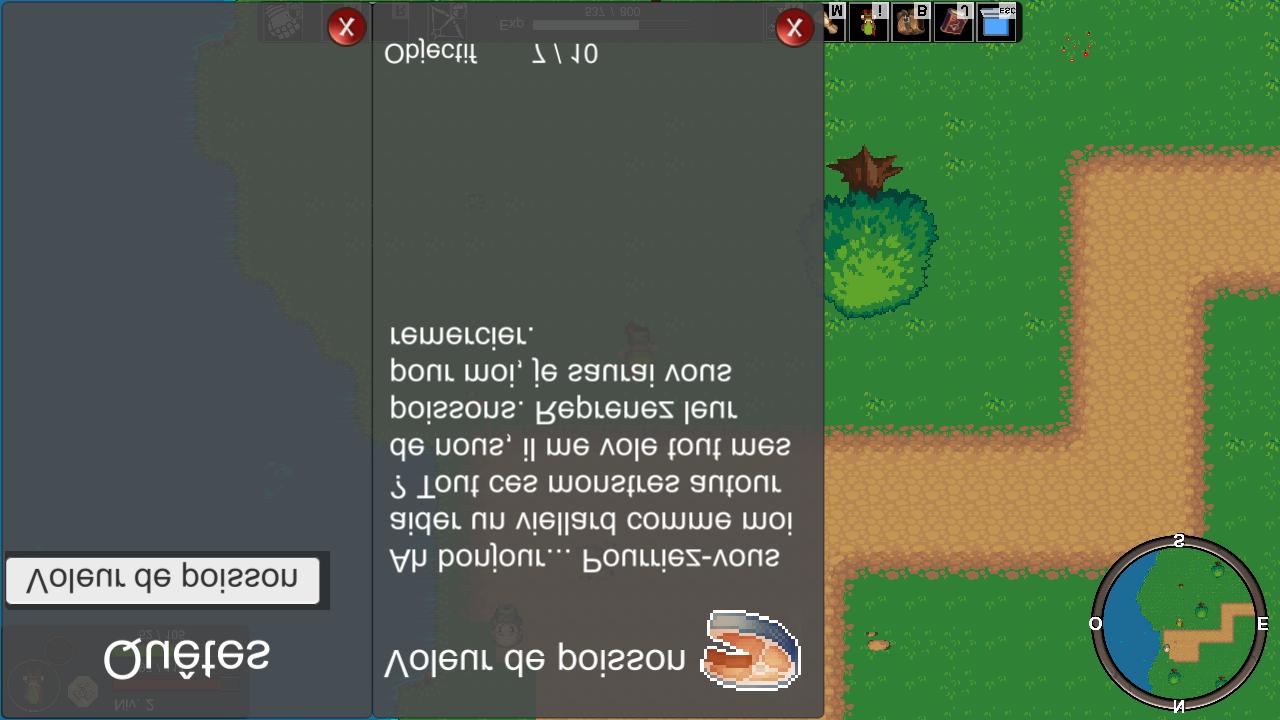 Quêtes
Voleur de poisson
Niv. 2
Voleur de poisson
Ah bonjour... Pourriez-vous
aider un viellard comme moi
? Tout ces monstres autour
de nous, il me vole tout mes
poissons. Reprenez leur
pour moi, je saurai vous
remercier.
Objectif 7 / 10
X
X
Exp 537 / 800
M I B J ESC
N
O E
S